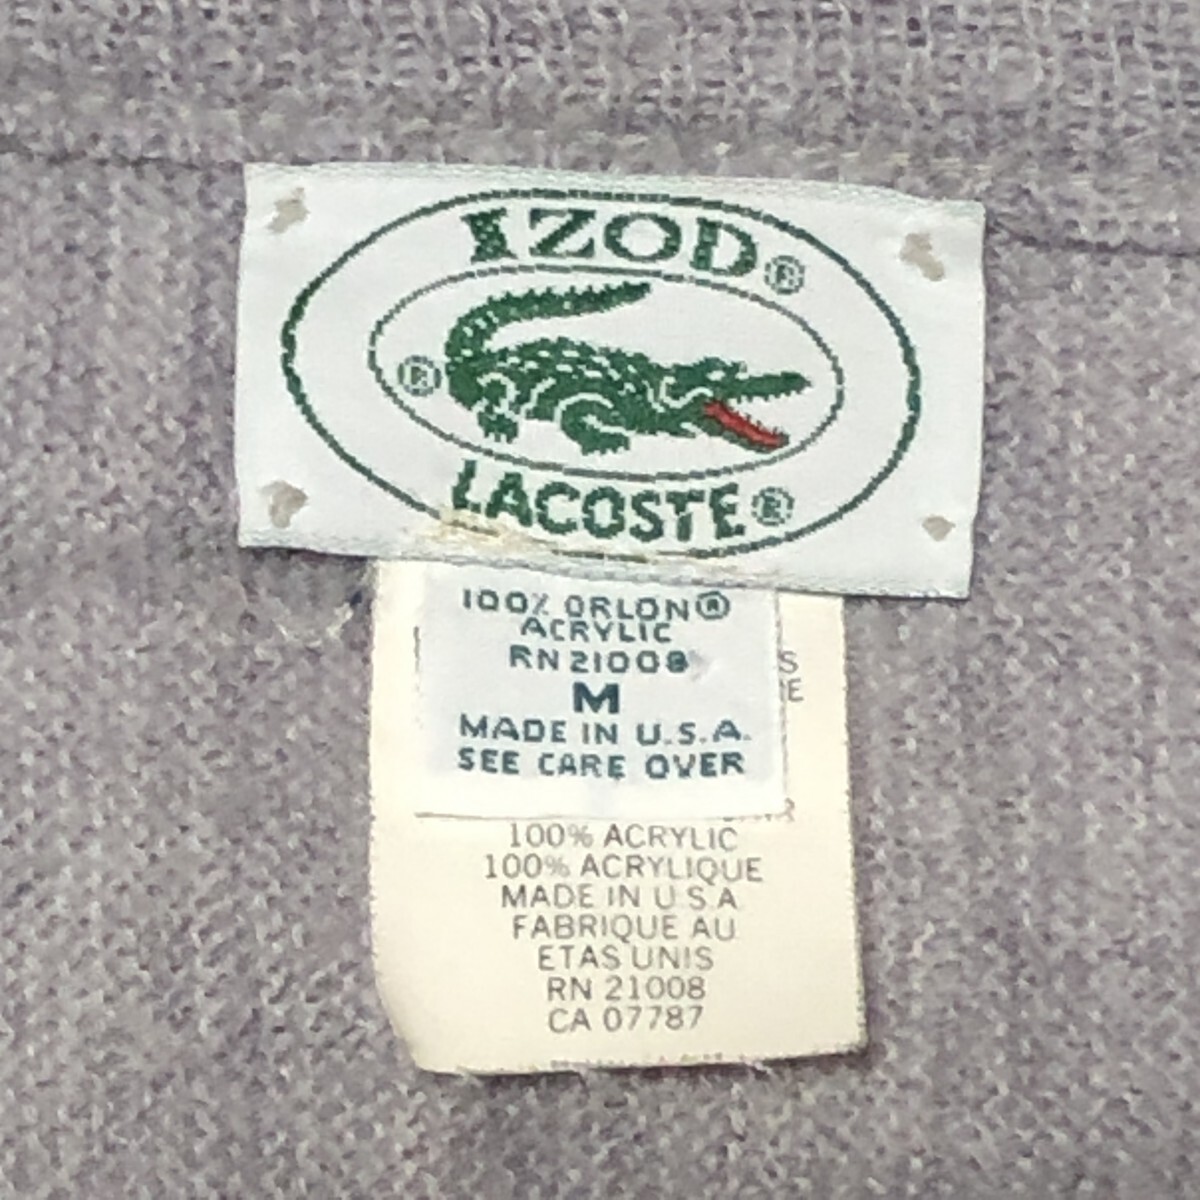 IZOD®
®
LACOSTE®
100% ORLON®
ACRYLIC
RN 21008
M
MADE IN U.S.A.
SEE CARE OVER
100% ACRYLIC
100% ACRYLIQUE
MADE IN U S A
FABRIQUE AU
ETAS UNIS
RN 21008
CA 07787